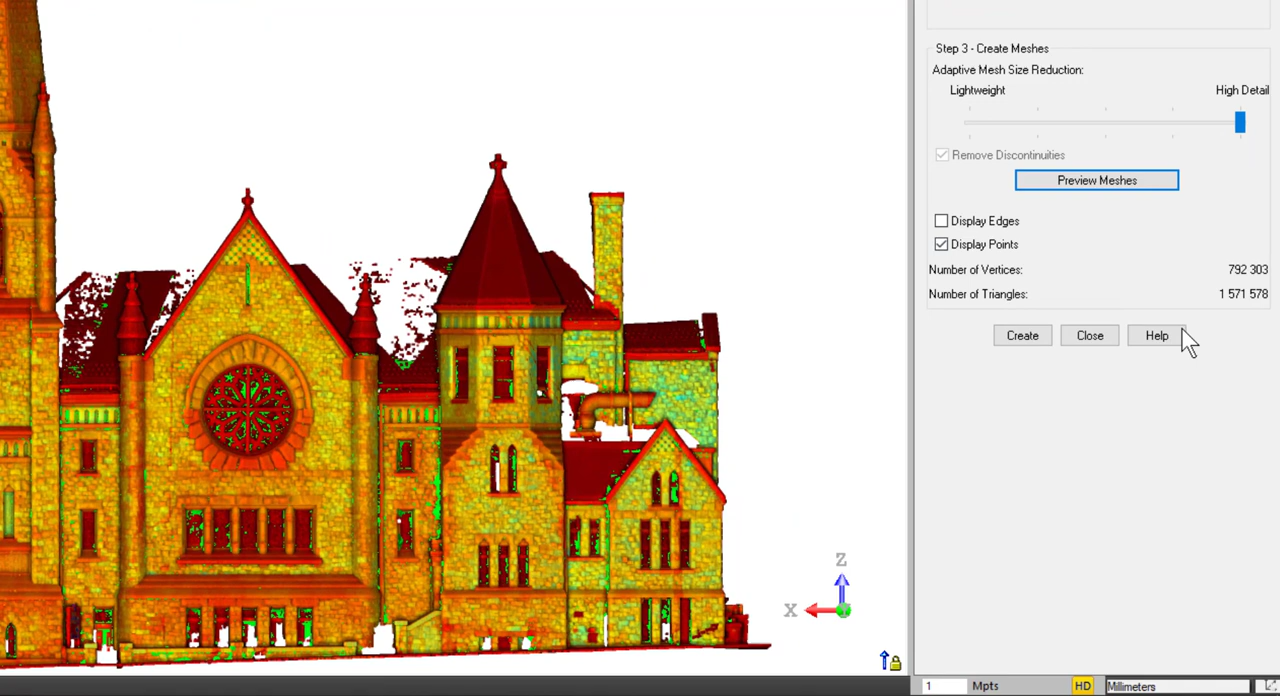 Step 3 - Create Meshes
Adaptive Mesh Size Reduction:
Lightweight High Detail
Remove Discontinuities
Preview Meshes
Display Edges
Display Points
Number of Vertices: 792 303
Number of Triangles: 1 571 578
Create Close Help
Z
X
1 Mpts HD Millimeters